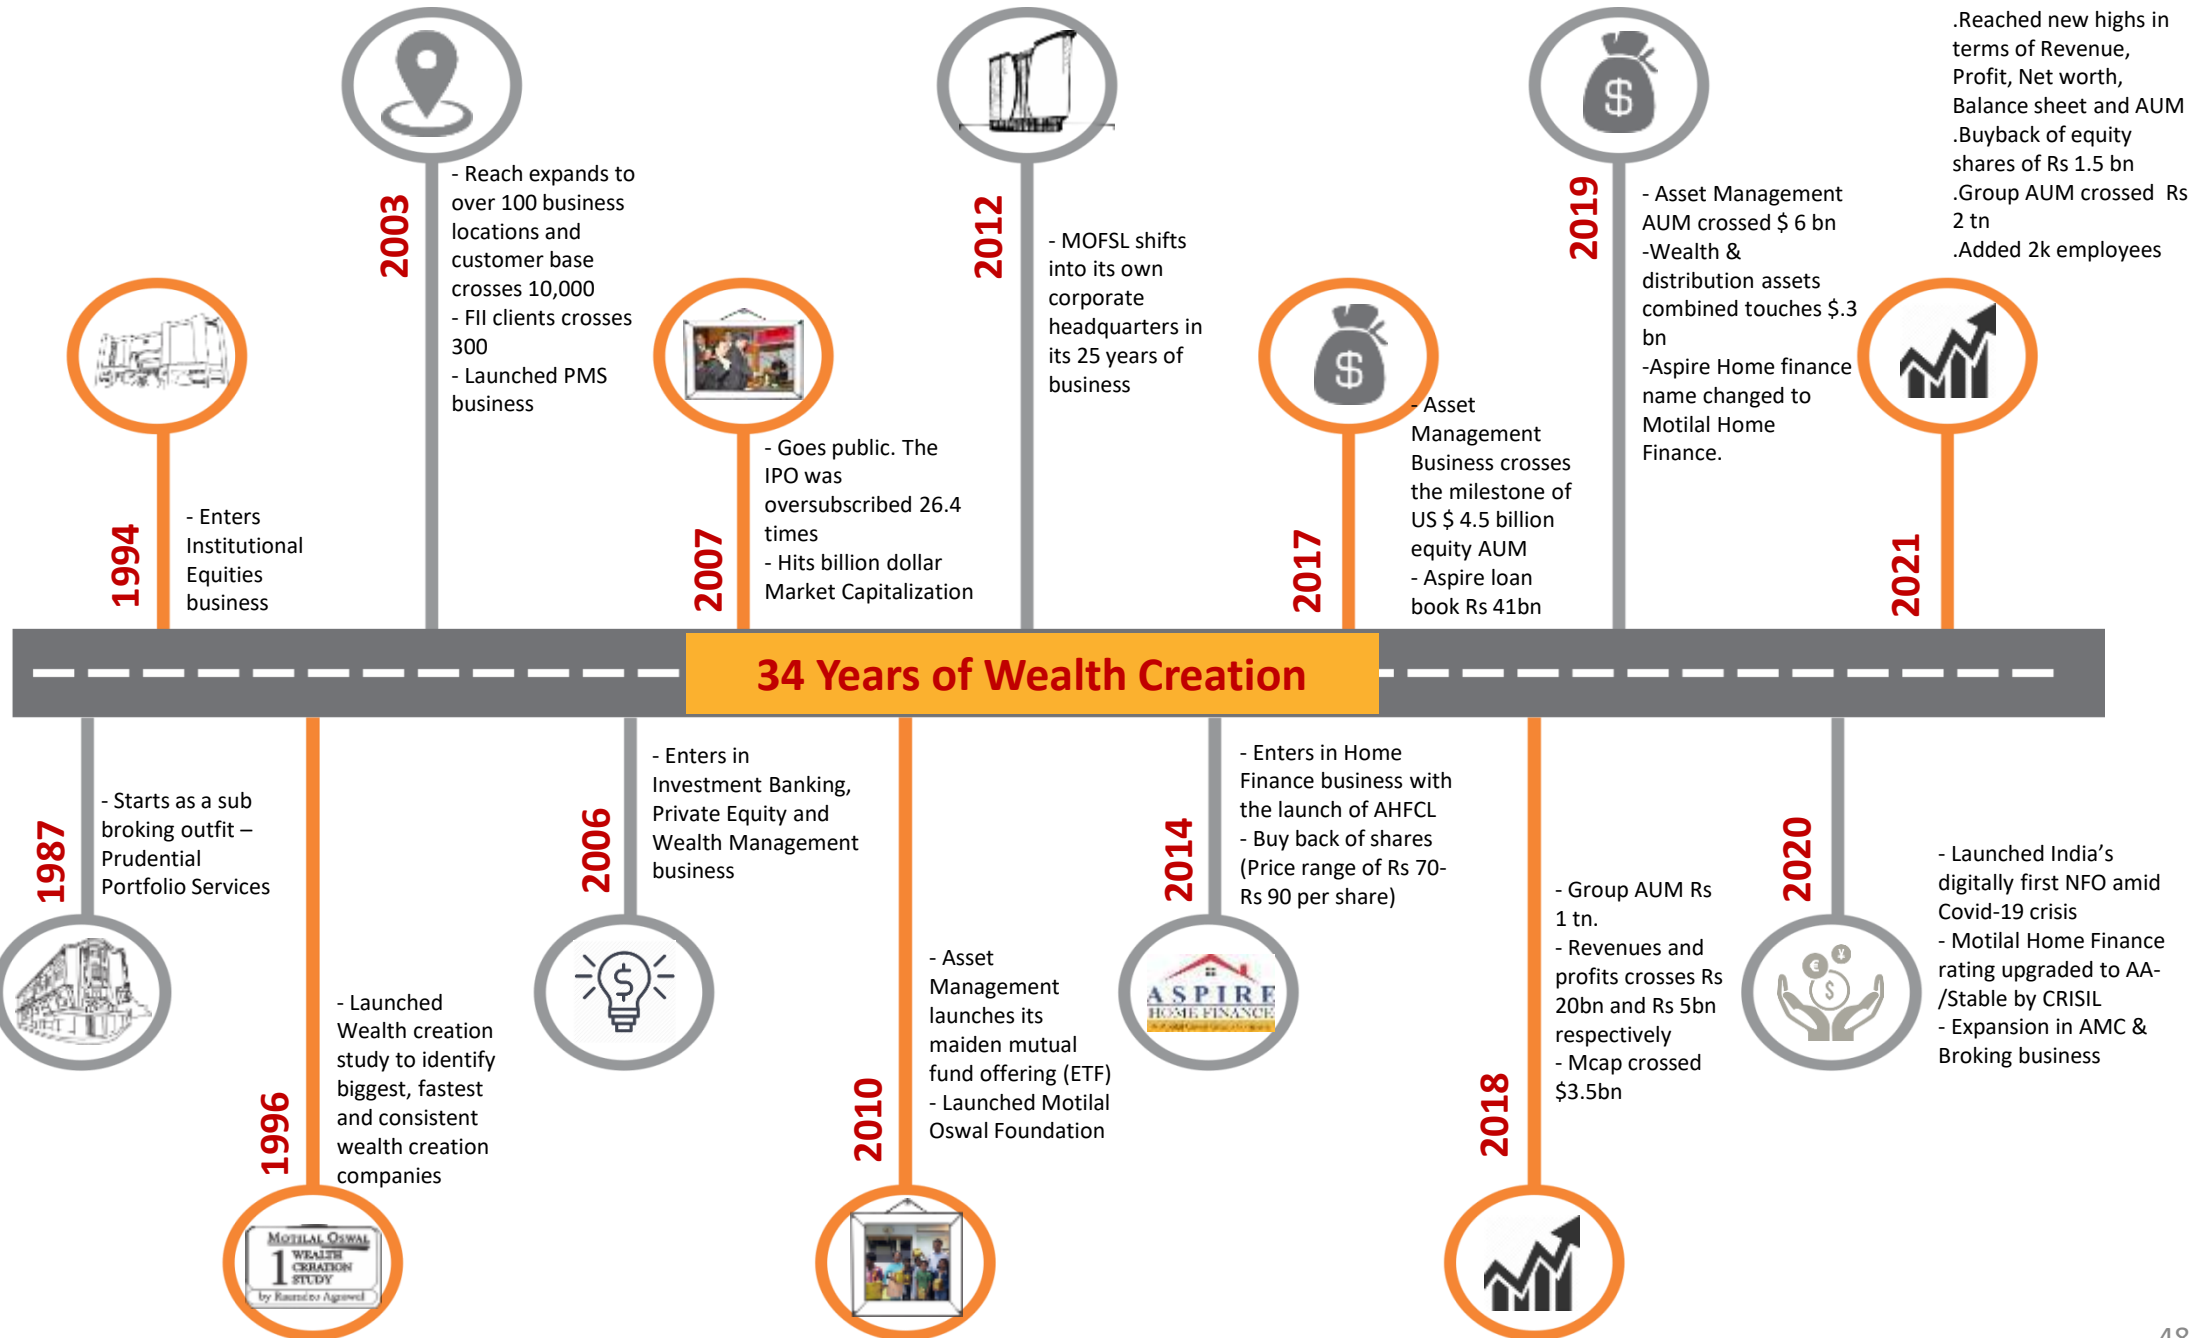 .Reached new highs in
terms of Revenue,
Profit, Net worth,
Balance sheet and AUM
.Buyback of equity
shares of Rs 1.5 bn
.Group AUM crossed Rs
2 tn
.Added 2k employees
2003
- Reach expands to
over 100 business
locations and
customer base
crosses 10,000
- FII clients crosses
300
- Launched PMS
business
2012
- MOFSL shifts
into its own
corporate
headquarters in
its 25 years of
business
2019
- Asset Management
AUM crossed $ 6 bn
-Wealth &
distribution assets
combined touches $.3
bn
-Aspire Home finance
name changed to
Motilal Home
Finance.
1994
- Enters
Institutional
Equities
business
2007
- Goes public. The
IPO was
oversubscribed 26.4
times
- Hits billion dollar
Market Capitalization
2017
- Asset
Management
Business crosses
the milestone of
US $ 4.5 billion
equity AUM
- Aspire loan
book Rs 41bn
2021
34 Years of Wealth Creation
1987
- Starts as a sub
broking outfit –
Prudential
Portfolio Services
1996
- Launched
Wealth creation
study to identify
biggest, fastest
and consistent
wealth creation
companies
MOTILAL OSWAL
1 WEALTH
CREATION
STUDY
by Raamdeo Agrawal
2006
- Enters in
Investment Banking,
Private Equity and
Wealth Management
business
2010
- Asset
Management
launches its
maiden mutual
fund offering (ETF)
- Launched Motilal
Oswal Foundation
2014
- Enters in Home
Finance business with
the launch of AHFCL
- Buy back of shares
(Price range of Rs 70-
Rs 90 per share)
ASPIRE
HOME FINANCE
2018
- Group AUM Rs
1 tn.
- Revenues and
profits crosses Rs
20bn and Rs 5bn
respectively
- Mcap crossed
$3.5bn
2020
- Launched India's
digitally first NFO amid
Covid-19 crisis
- Motilal Home Finance
rating upgraded to AA-
/Stable by CRISIL
- Expansion in AMC &
Broking business
48